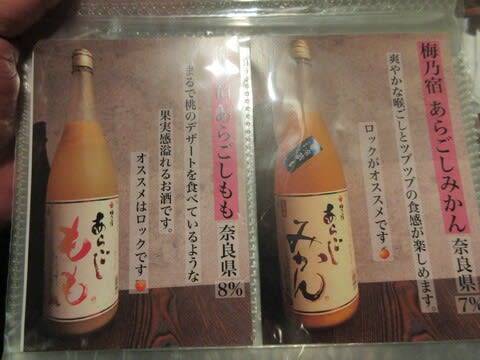 梅乃宿 あらごしもも 奈良県 8%
まるで桃のデザートを食べているような
果実感溢れるお酒です。
オススメはロックです
あらごし
もも
梅乃宿 あらごしみかん 奈良県 7%
爽やかな喉ごしとツブツブの食感が楽しめます。
ロックがオススメです
あらごし
みかん